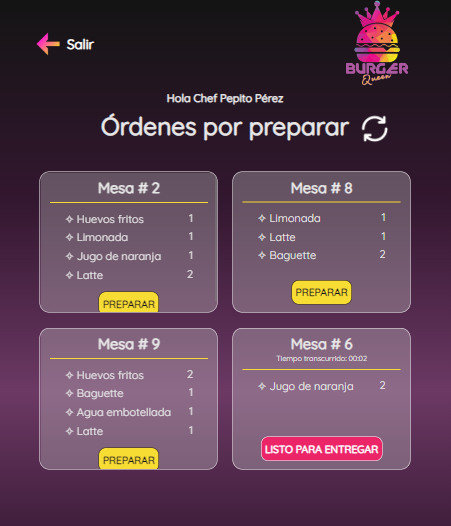 Salir
BURGER
Queen
Hola Chef Pepito Pérez
Órdenes por preparar
Mesa # 2
✧ Huevos fritos 1
✧ Limonada 1
✧ Jugo de naranja 1
✧ Latte 2
PREPARAR
Mesa # 8
✧ Limonada 1
✧ Latte 1
✧ Baguette 2
PREPARAR
Mesa # 9
✧ Huevos fritos 2
✧ Baguette 1
✧ Agua embotellada 1
✧ Latte 1
PREPARAR
Mesa # 6
Tiempo transcurrido: 00:02
✧ Jugo de naranja 2
LISTO PARA ENTREGAR